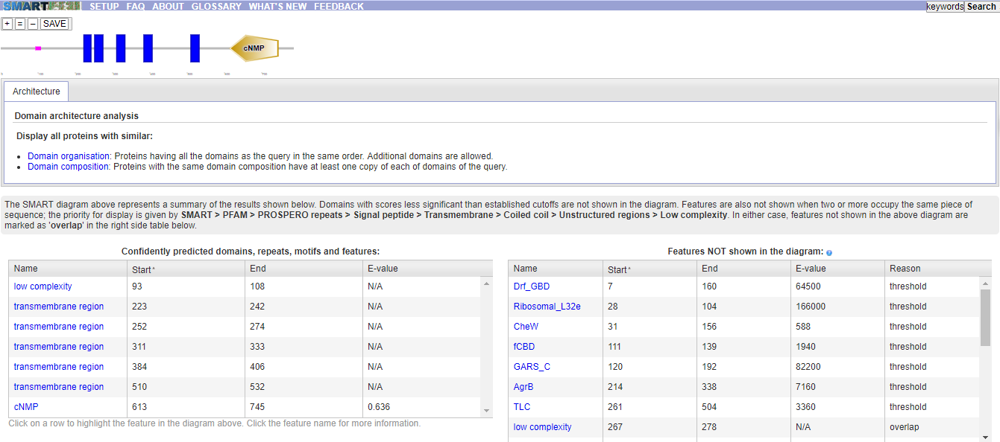 SMART SETUP FAQ ABOUT GLOSSARY WHAT'S NEW FEEDBACK keywords Search
+ = – SAVE
cNMP
Architecture
Domain architecture analysis
Display all proteins with similar:
• Domain organisation: Proteins having all the domains as the query in the same order. Additional domains are allowed.
• Domain composition: Proteins with the same domain composition have at least one copy of each of domains of the query.
The SMART diagram above represents a summary of the results shown below. Domains with scores less significant than established cutoffs are not shown in the diagram. Features are also not shown when two or more occupy the same piece of
sequence; the priority for display is given by SMART > PFAM > PROSPERO repeats > Signal peptide > Transmembrane > Coiled coil > Unstructured regions > Low complexity. In either case, features not shown in the above diagram are
marked as 'overlap' in the right side table below.
Confidently predicted domains, repeats, motifs and features:
Name Start* End E-value
low complexity 93 108 N/A
transmembrane region 223 242 N/A
transmembrane region 252 274 N/A
transmembrane region 311 333 N/A
transmembrane region 384 406 N/A
transmembrane region 510 532 N/A
cNMP 613 745 0.636
Click on a row to highlight the feature in the diagram above. Click the feature name for more information.
Features NOT shown in the diagram: ?
Name Start* End E-value Reason
Drf_GBD 7 160 64500 threshold
Ribosomal_L32e 28 104 166000 threshold
CheW 31 156 588 threshold
fCBD 111 139 1940 threshold
GARS_C 120 192 82200 threshold
AgrB 214 338 7160 threshold
TLC 261 504 3360 threshold
low complexity 267 278 N/A overlap